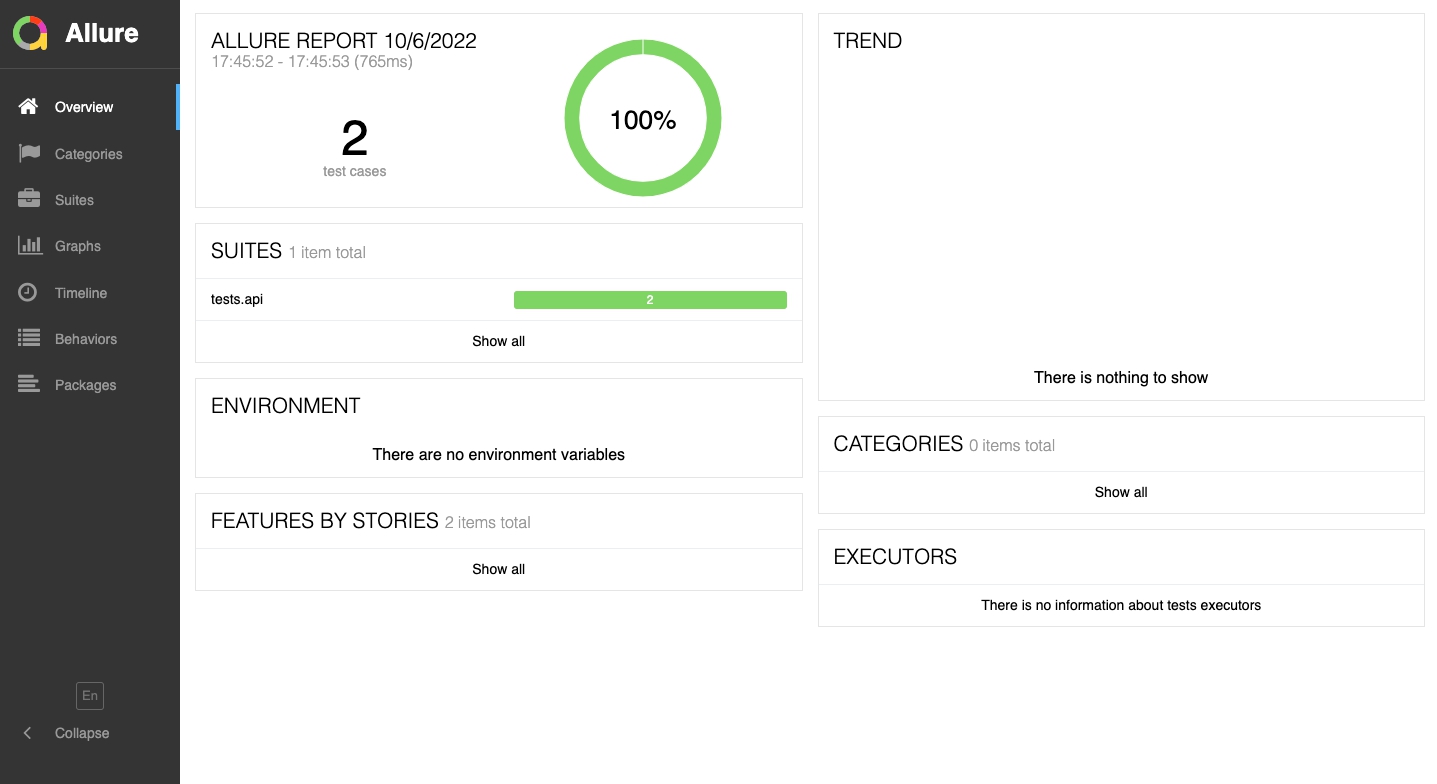 Allure
Overview
Categories
Suites
Graphs
Timeline
Behaviors
Packages
En
Collapse
ALLURE REPORT 10/6/2022
17:45:52 - 17:45:53 (765ms)
2
test cases
100%
SUITES 1 item total
tests.api 2
Show all
ENVIRONMENT
There are no environment variables
FEATURES BY STORIES 2 items total
Show all
TREND
There is nothing to show
CATEGORIES 0 items total
Show all
EXECUTORS
There is no information about tests executors